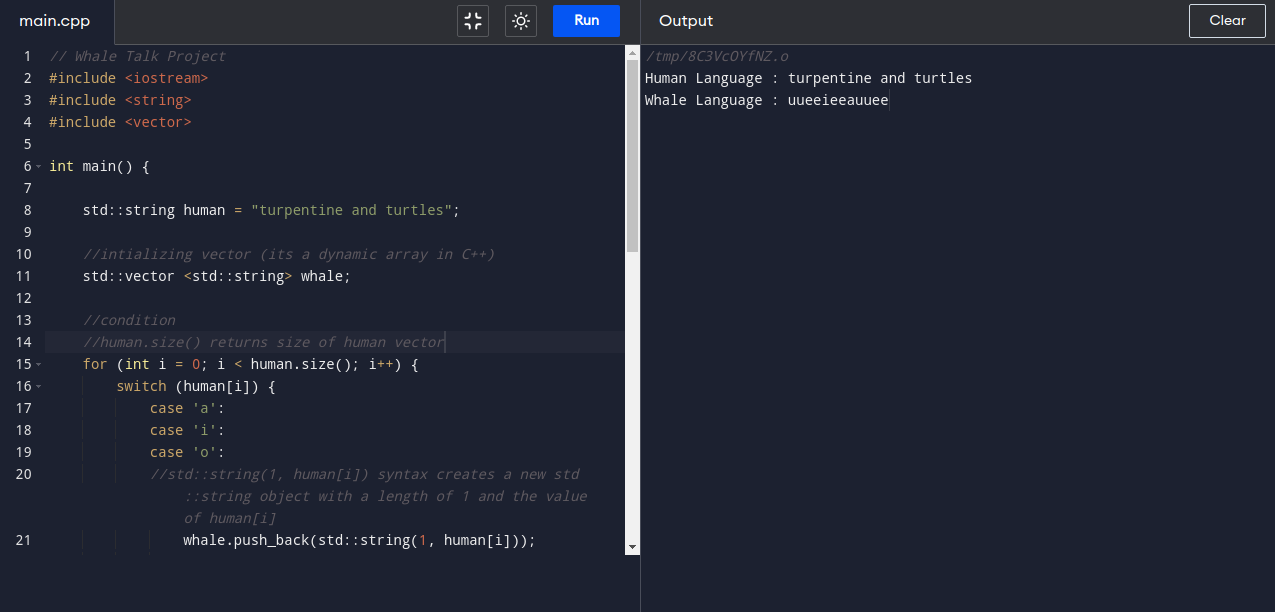 main.cpp
Run
Output
Clear
1 // Whale Talk Project
2 #include <iostream>
3 #include <string>
4 #include <vector>
5
6 int main() {
7
8 std::string human = "turpentine and turtles";
9
10 //intializing vector (its a dynamic array in C++)
11 std::vector <std::string> whale;
12
13 //condition
14 //human.size() returns size of human vector
15 for (int i = 0; i < human.size(); i++) {
16 switch (human[i]) {
17 case 'a':
18 case 'i':
19 case 'o':
20 //std::string(1, human[i]) syntax creates a new std
::string object with a length of 1 and the value
of human[i]
21 whale.push_back(std::string(1, human[i]));
/tmp/8C3VcOYfNZ.o
Human Language : turpentine and turtles
Whale Language : uueeieeauuee